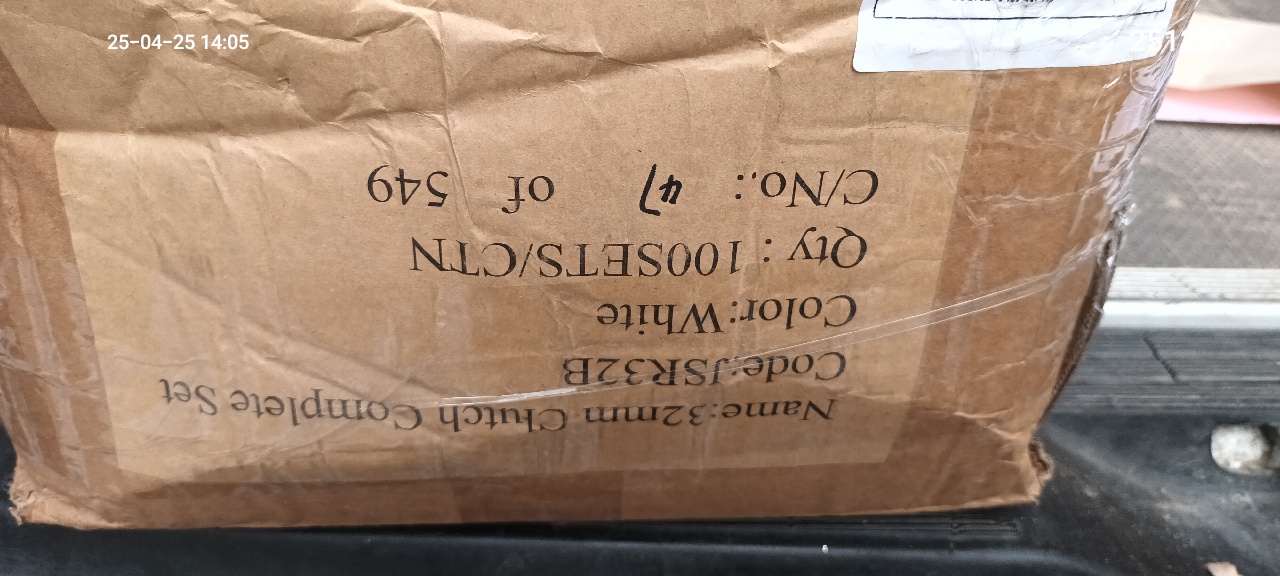 25-04-25 14:05
Name:32mm Clutch Complete Set
Code:JSR32B
Color:White
Qty : 100SETS/CTN
C/No.: 47 of 549